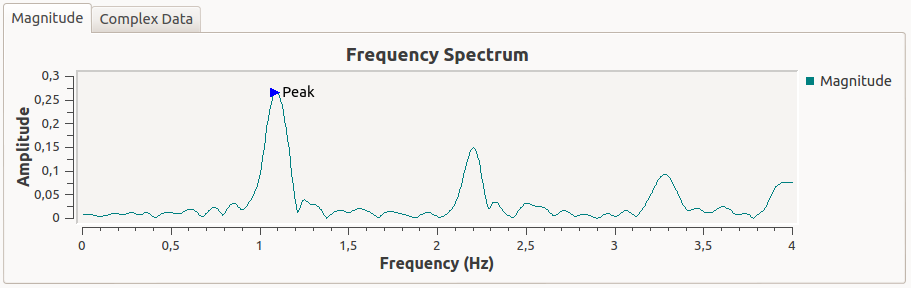 Magnitude
Complex Data
Frequency Spectrum
Amplitude
0,3
0,25
0,2
0,15
0,1
0,05
0
Peak
Magnitude
0 0,5 1 1,5 2 2,5 3 3,5 4
Frequency (Hz)